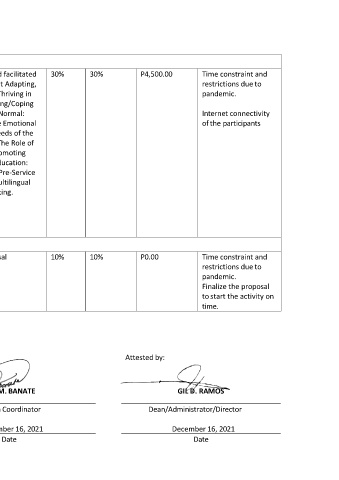 d facilitated 30% 30% P4,500.00 Time constraint and
t Adapting, restrictions due to
Thriving in pandemic.
ng/Coping
Normal: Internet connectivity
e Emotional of the participants
eeds of the
The Role of
omoting
ducation:
Pre-Service
ultilingual
king.
sal 10% 10% P0.00 Time constraint and
restrictions due to
pandemic.
Finalize the proposal
to start the activity on
time.
Attested by:
M. BANATE GIL D. RAMOS
Coordinator Dean/Administrator/Director
mber 16, 2021 December 16, 2021
Date Date